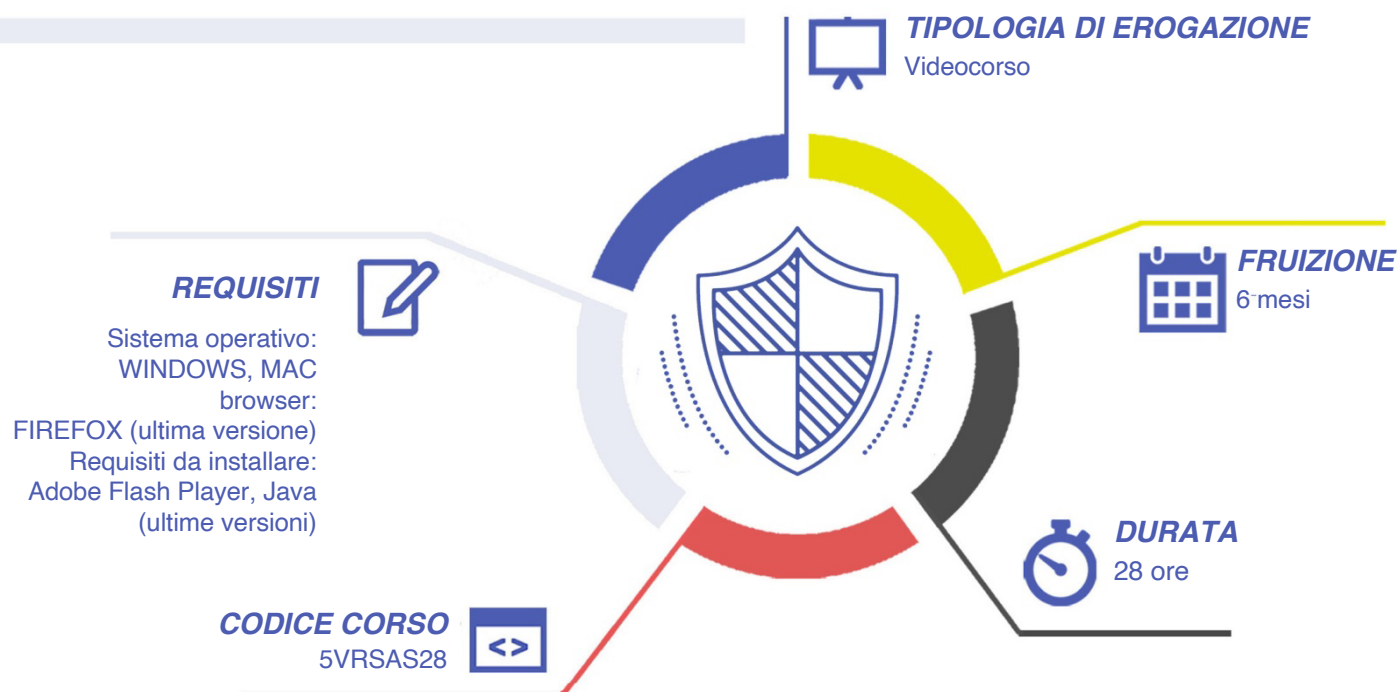 TIPOLOGIA DI EROGAZIONE
Videocorso
FRUIZIONE
6 mesi
REQUISITI
Sistema operativo:
WINDOWS, MAC
browser:
FIREFOX (ultima versione)
Requisiti da installare:
Adobe Flash Player, Java
(ultime versioni)
DURATA
28 ore
CODICE CORSO
5VRSAS28